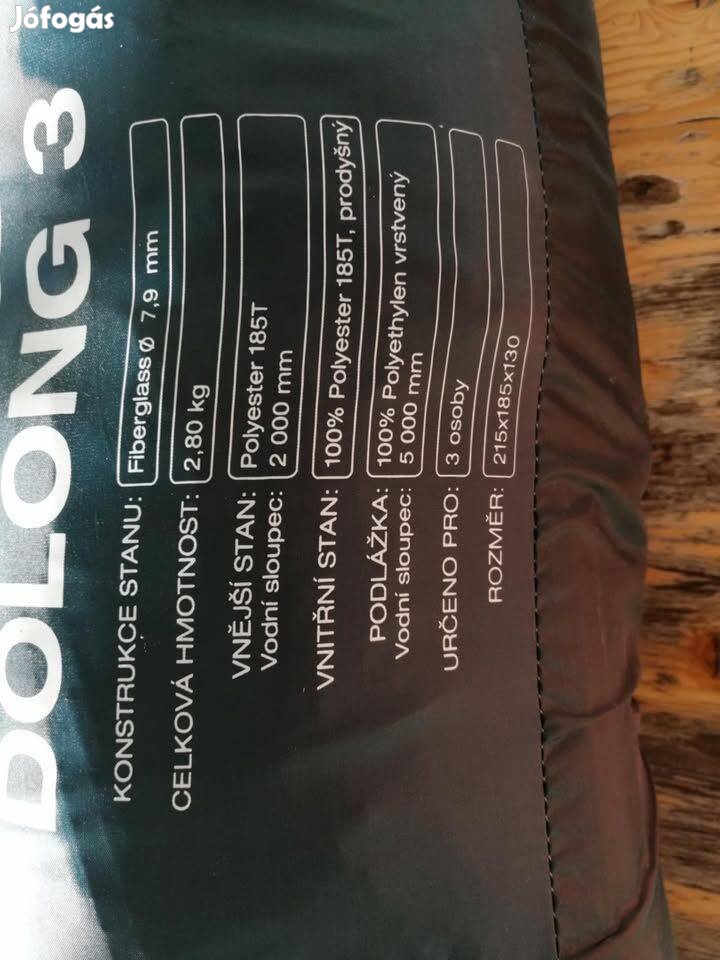 Jófogás
DOLONG 3
KONSTRUKCE STANU: Fiberglass Ø 7,9 mm
CELKOVÁ HMOTNOST: 2,80 kg
VNĚJŠÍ STAN: Polyester 185T
Vodní sloupec: 2 000 mm
VNITŘNÍ STAN: 100% Polyester 185T, prodyšný
PODLÁŽKA: 100% Polyethylen vrstvený
Vodní sloupec: 5 000 mm
URČENO PRO: 3 osoby
ROZMĚR: 215x185x130